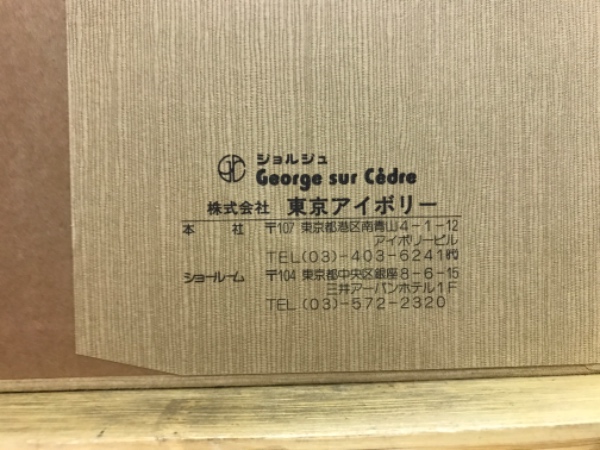 ジョルジュ
George sur Cèdre
株式会社 東京アイボリー
本 社 〒107 東京都港区南青山4-1-12
アイボリービル
TEL(03)-403-6241㈹
ショールーム 〒104 東京都中央区銀座8-6-15
三井アーバンホテル1F
TEL (03)-572-2320